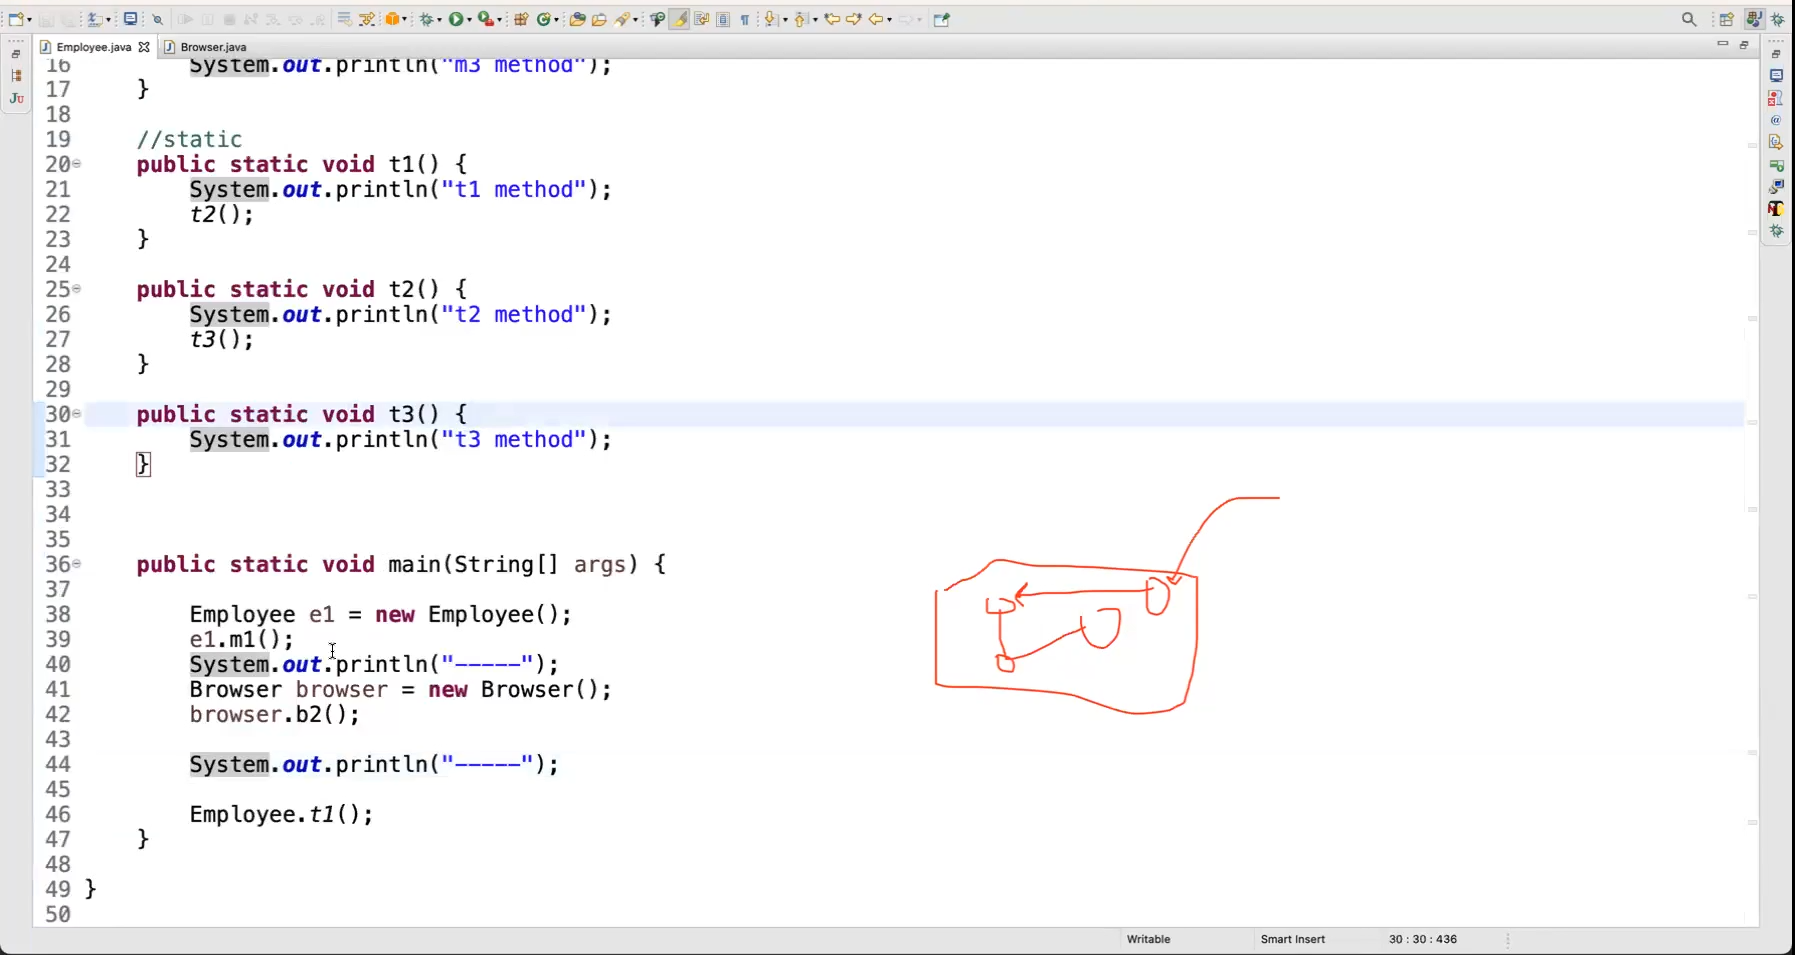 Employee.java
Browser.java
16 System.out.println("m3 method");
17 }
18
19 //static
20 public static void t1() {
21 System.out.println("t1 method");
22 t2();
23 }
24
25 public static void t2() {
26 System.out.println("t2 method");
27 t3();
28 }
29
30 public static void t3() {
31 System.out.println("t3 method");
32 }
33
34
35
36 public static void main(String[] args) {
37
38 Employee e1 = new Employee();
39 e1.m1();
40 System.out.println("-----");
41 Browser browser = new Browser();
42 browser.b2();
43
44 System.out.println("-----");
45
46 Employee.t1();
47 }
48
49 }
50
Writable Smart Insert 30 : 30 : 436